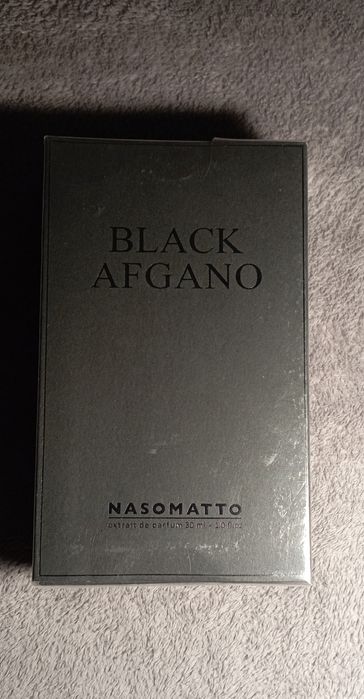 BLACK
AFGANO
NASOMATTO
extrait de parfum 30 ml • 1.0 fl oz